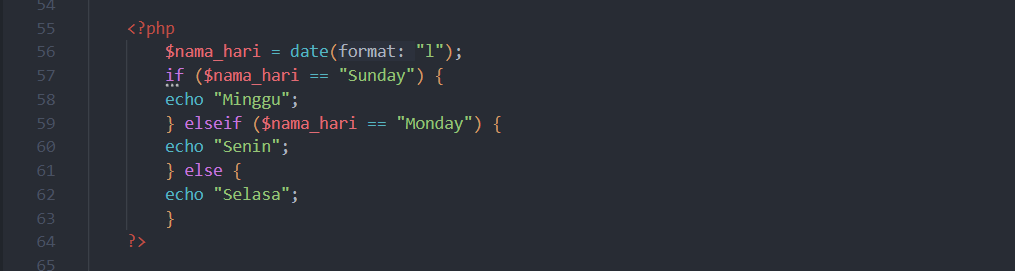 54
55 <?php
56 $nama_hari = date(format: "l");
57 if ($nama_hari == "Sunday") {
58 echo "Minggu";
59 } elseif ($nama_hari == "Monday") {
60 echo "Senin";
61 } else {
62 echo "Selasa";
63 }
64 ?>
65